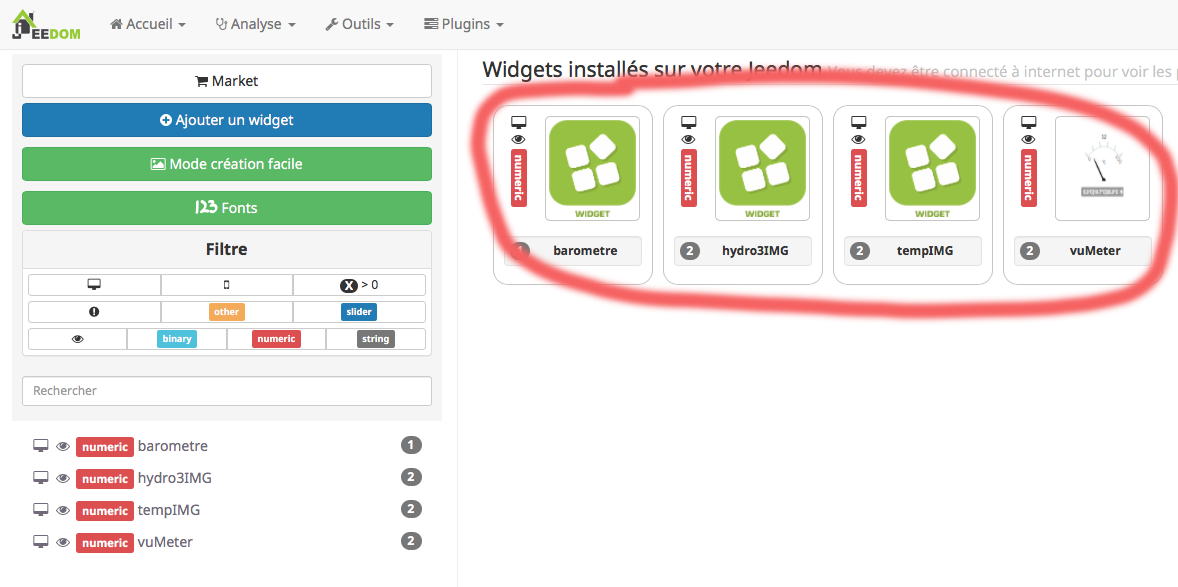 JEEDOM
Accueil
Analyse
Outils
Plugins
Market
Ajouter un widget
Mode création facile
123 Fonts
Filtre
X > 0
other
slider
binary
numeric
string
Rechercher
numeric barometre 1
numeric hydro3IMG 2
numeric tempIMG 2
numeric vuMeter 2
Widgets installés sur votre Jeedom Vous devez être connecté à internet pour voir les
numeric
WIDGET
1 barometre
numeric
WIDGET
2 hydro3IMG
numeric
WIDGET
2 tempIMG
numeric
2 vuMeter